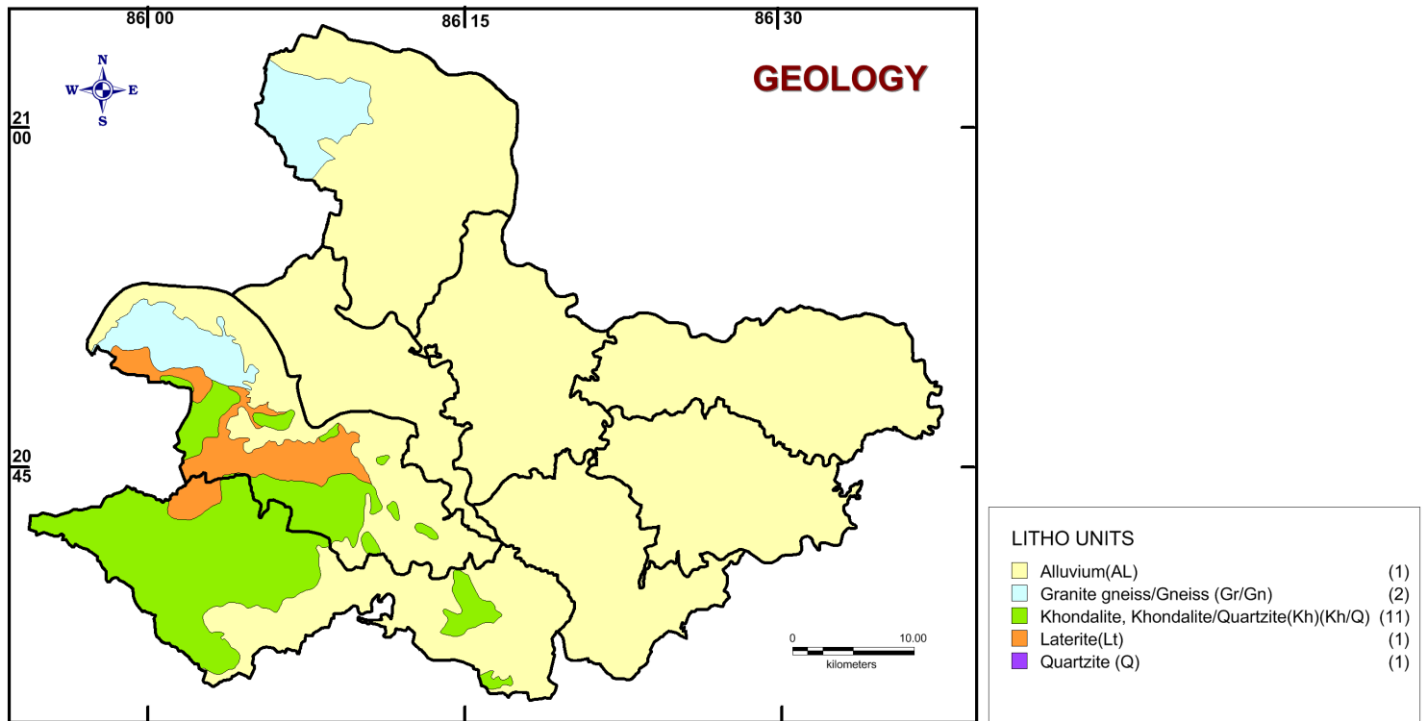 86 00
86 15
86 30
N
W E
S
GEOLOGY
21
00
20
45
0 10.00
kilometers
LITHO UNITS
Alluvium(AL) (1)
Granite gneiss/Gneiss (Gr/Gn) (2)
Khondalite, Khondalite/Quartzite(Kh)(Kh/Q) (11)
Laterite(Lt) (1)
Quartzite (Q) (1)